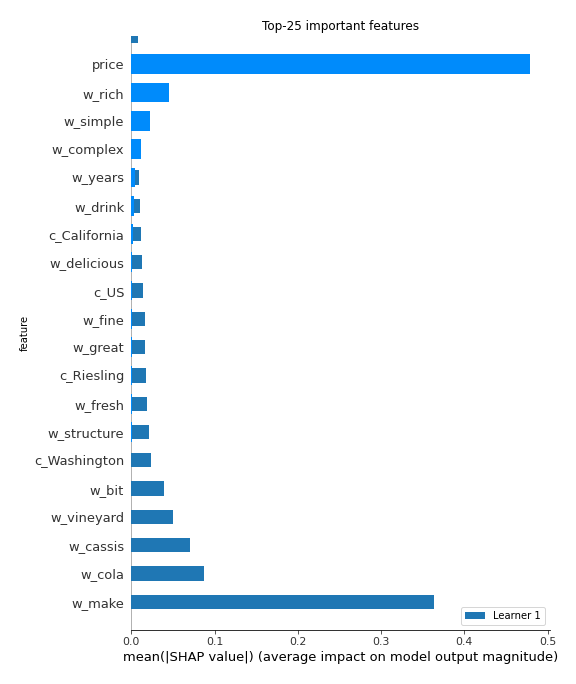 Top-25 important features
price
w_rich
w_simple
w_complex
w_years
w_drink
c_California
w_delicious
c_US
w_fine
w_great
c_Riesling
w_fresh
w_structure
c_Washington
w_bit
w_vineyard
w_cassis
w_cola
w_make
feature
Learner 1
0.0 0.1 0.2 0.3 0.4 0.5
mean(|SHAP value|) (average impact on model output magnitude)